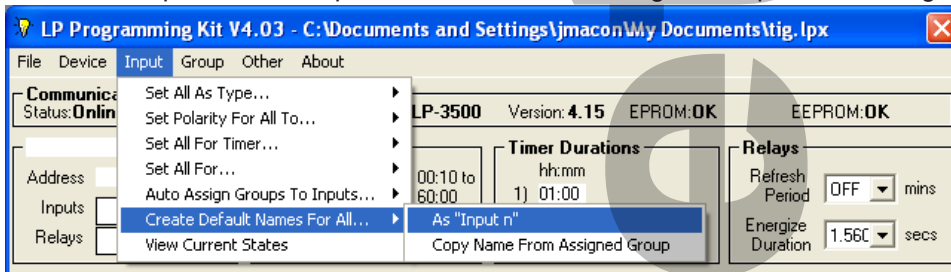 LP Programming Kit V4.03 - C:\Documents and Settings\jmacon\My Documents\tig.lpx
File Device Input Group Other About
Set All As Type...
Set Polarity For All To...
Set All For Timer...
Set All For...
Auto Assign Groups To Inputs...
Create Default Names For All...
View Current States
As "Input n"
Copy Name From Assigned Group
Status: Onlin
LP-3500 Version: 4.15 EPROM:OK EEPROM:OK
Address
Inputs
Relays
00:10 to
60:00
Timer Durations
hh:mm
1) 01:00
Relays
Refresh
Period OFF mins
Energize
Duration 1.560 secs